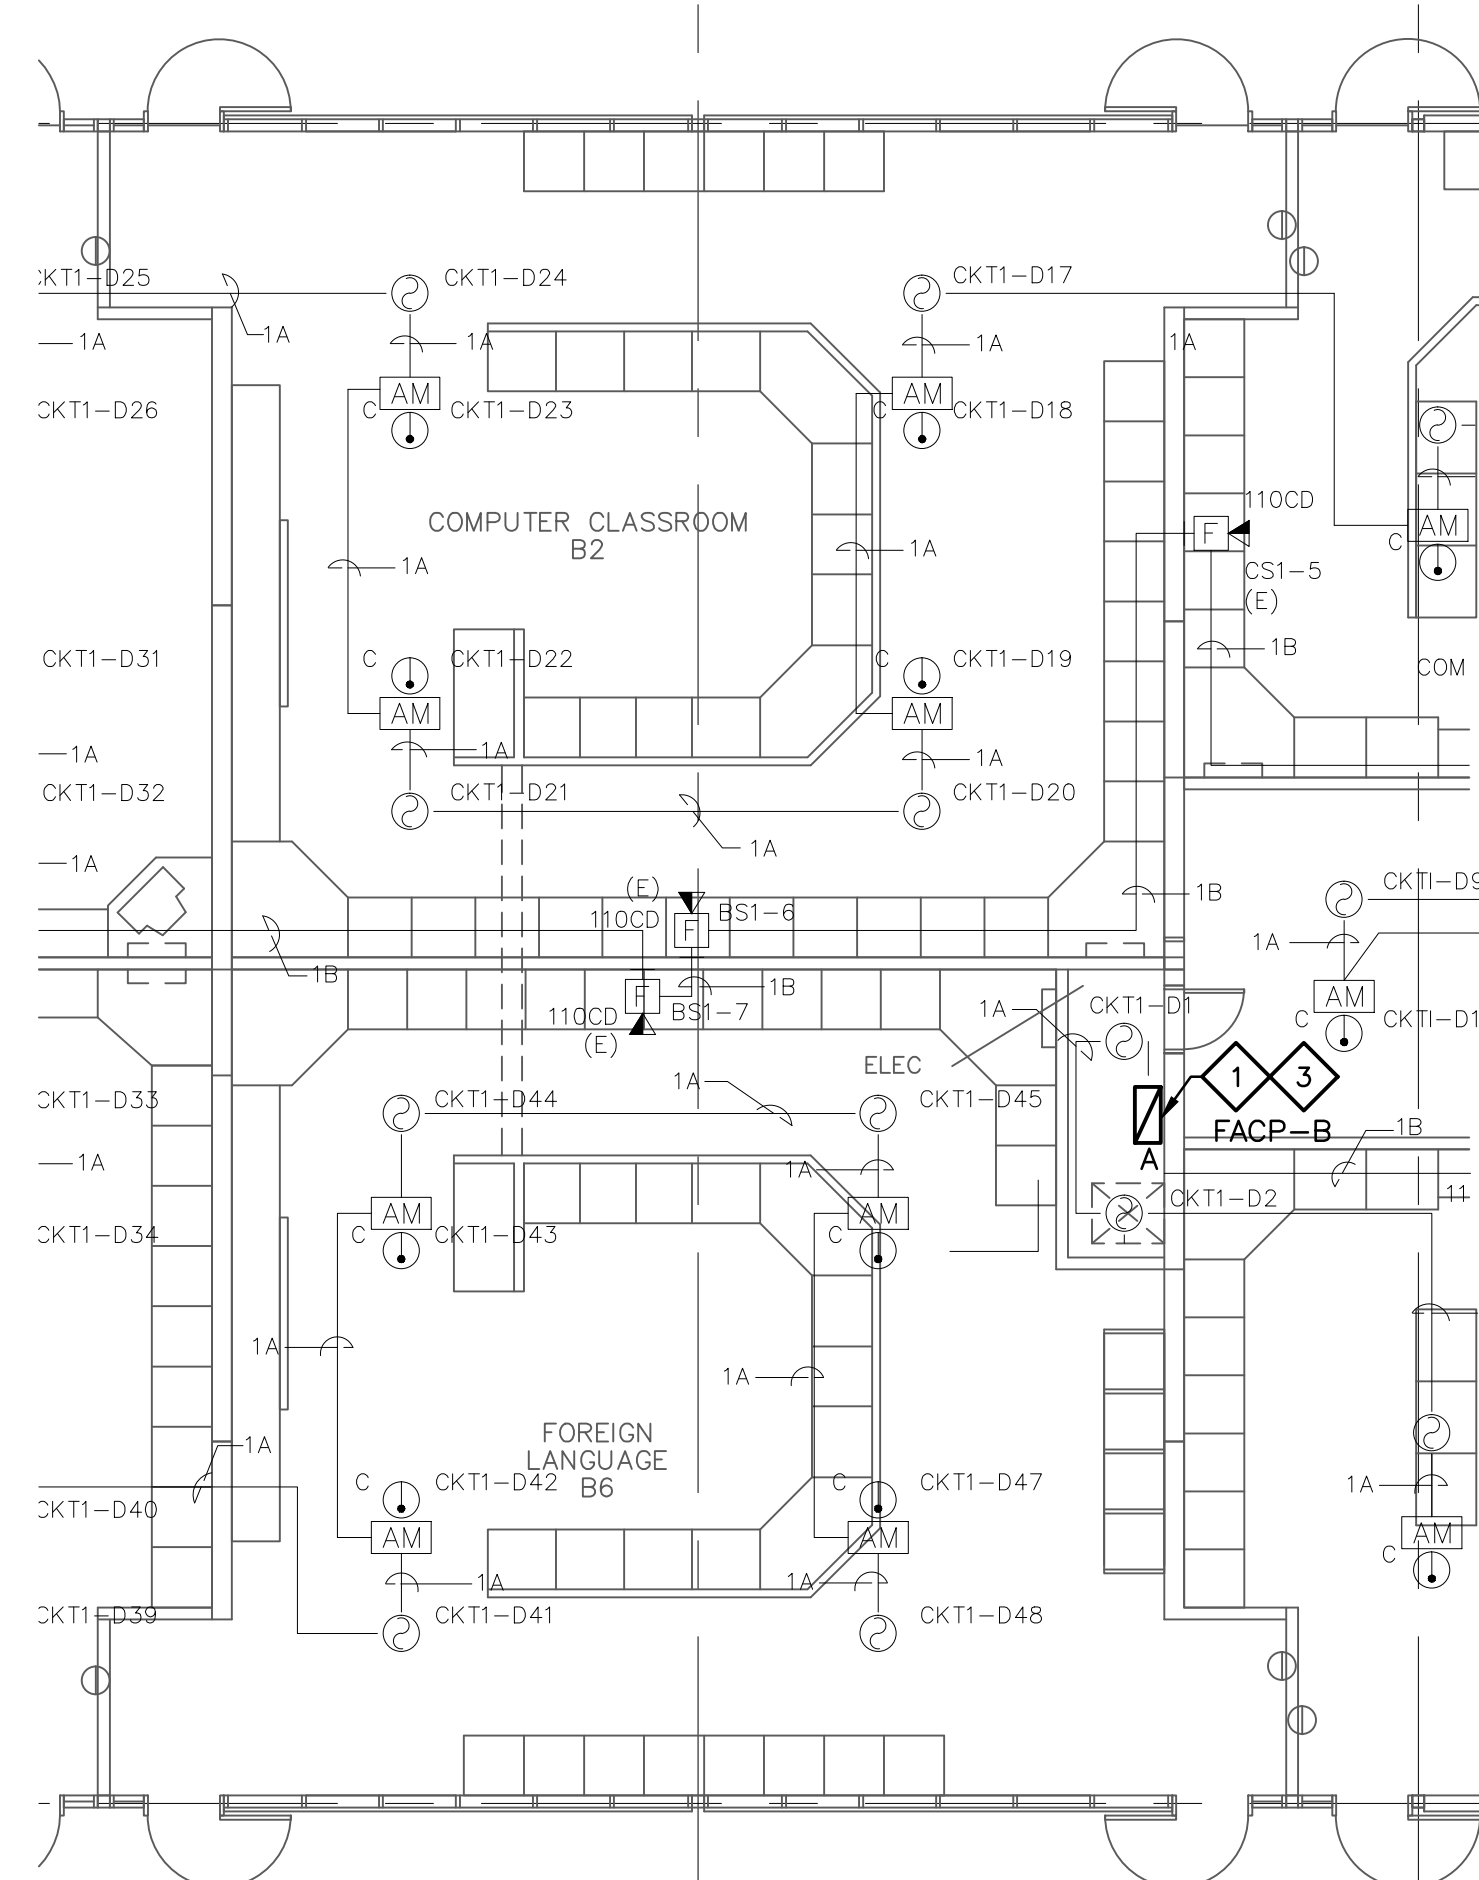 CKT1-D25
CKT1-D24
CKT1-D17
1A
1A
1A
1A
1A
AM
AM
C
C
CKT1-D26
CKT1-D23
CKT1-D18
110CD
COMPUTER CLASSROOM
B2
F
AM
C
1A
1A
CS1-5
(E)
1B
CKT1-D31
C
CKT1-D22
C
CKT1-D19
COM
AM
AM
1A
1A
1A
CKT1-D32
CKT1-D21
CKT1-D20
1A
1A
(E)
110CD
BS1-6
F
1B
CKTI-D9
1A
1B
1B
F
AM
110CD
(E)
BS1-7
1A
CKT1-D1
C
CKTI-D1
ELEC
1
3
1A
CKT1-D33
CKT1-D44
CKT1-D45
FACP-B
1B
A
1A
1A
CKT1-D2
11
AM
AM
CKT1-D34
C
CKT1-D43
C
1A
1A
FOREIGN
LANGUAGE
B6
1A
C
CKT1-D42
C
CKT1-D47
1A
CKT1-D40
AM
AM
AM
C
1A
1A
CKT1-D39
CKT1-D41
CKT1-D48